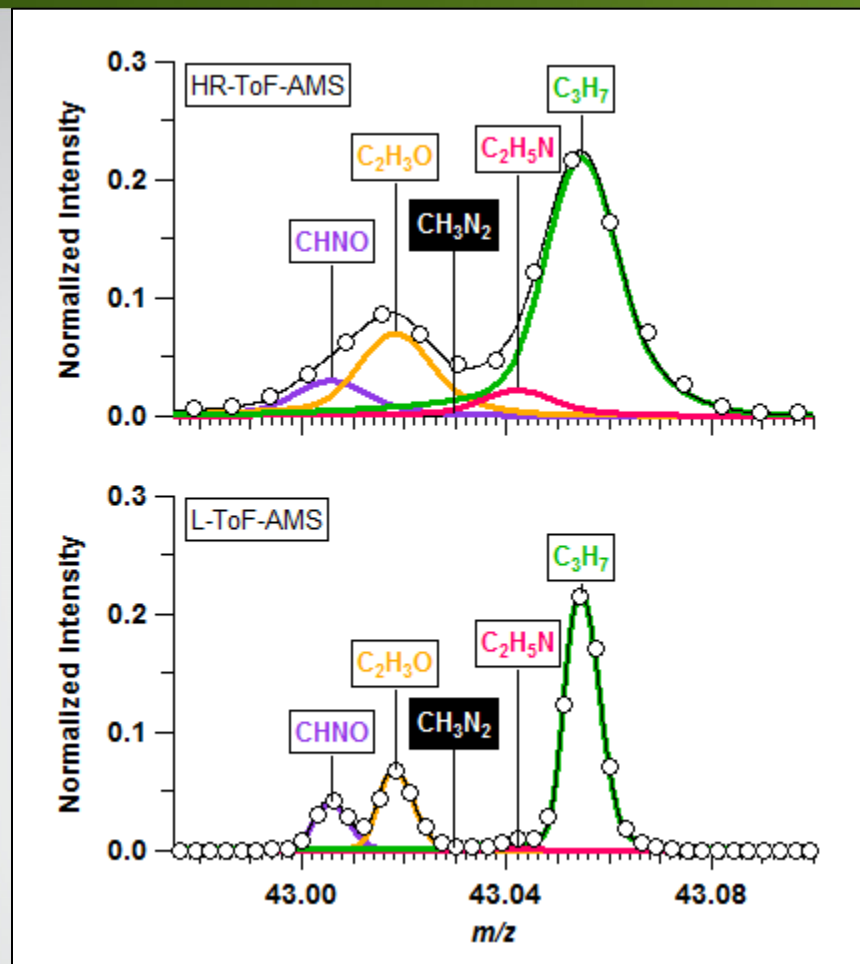 0.3
HR-ToF-AMS
C₃H₇
C₂H₃O
C₂H₅N
0.2
CH₃N₂
CHNO
0.1
0.0
Normalized Intensity
0.3
L-ToF-AMS
C₃H₇
0.2
C₂H₅N
C₂H₃O
CHNO
CH₃N₂
0.1
0.0
Normalized Intensity
43.00 43.04 43.08
m/z